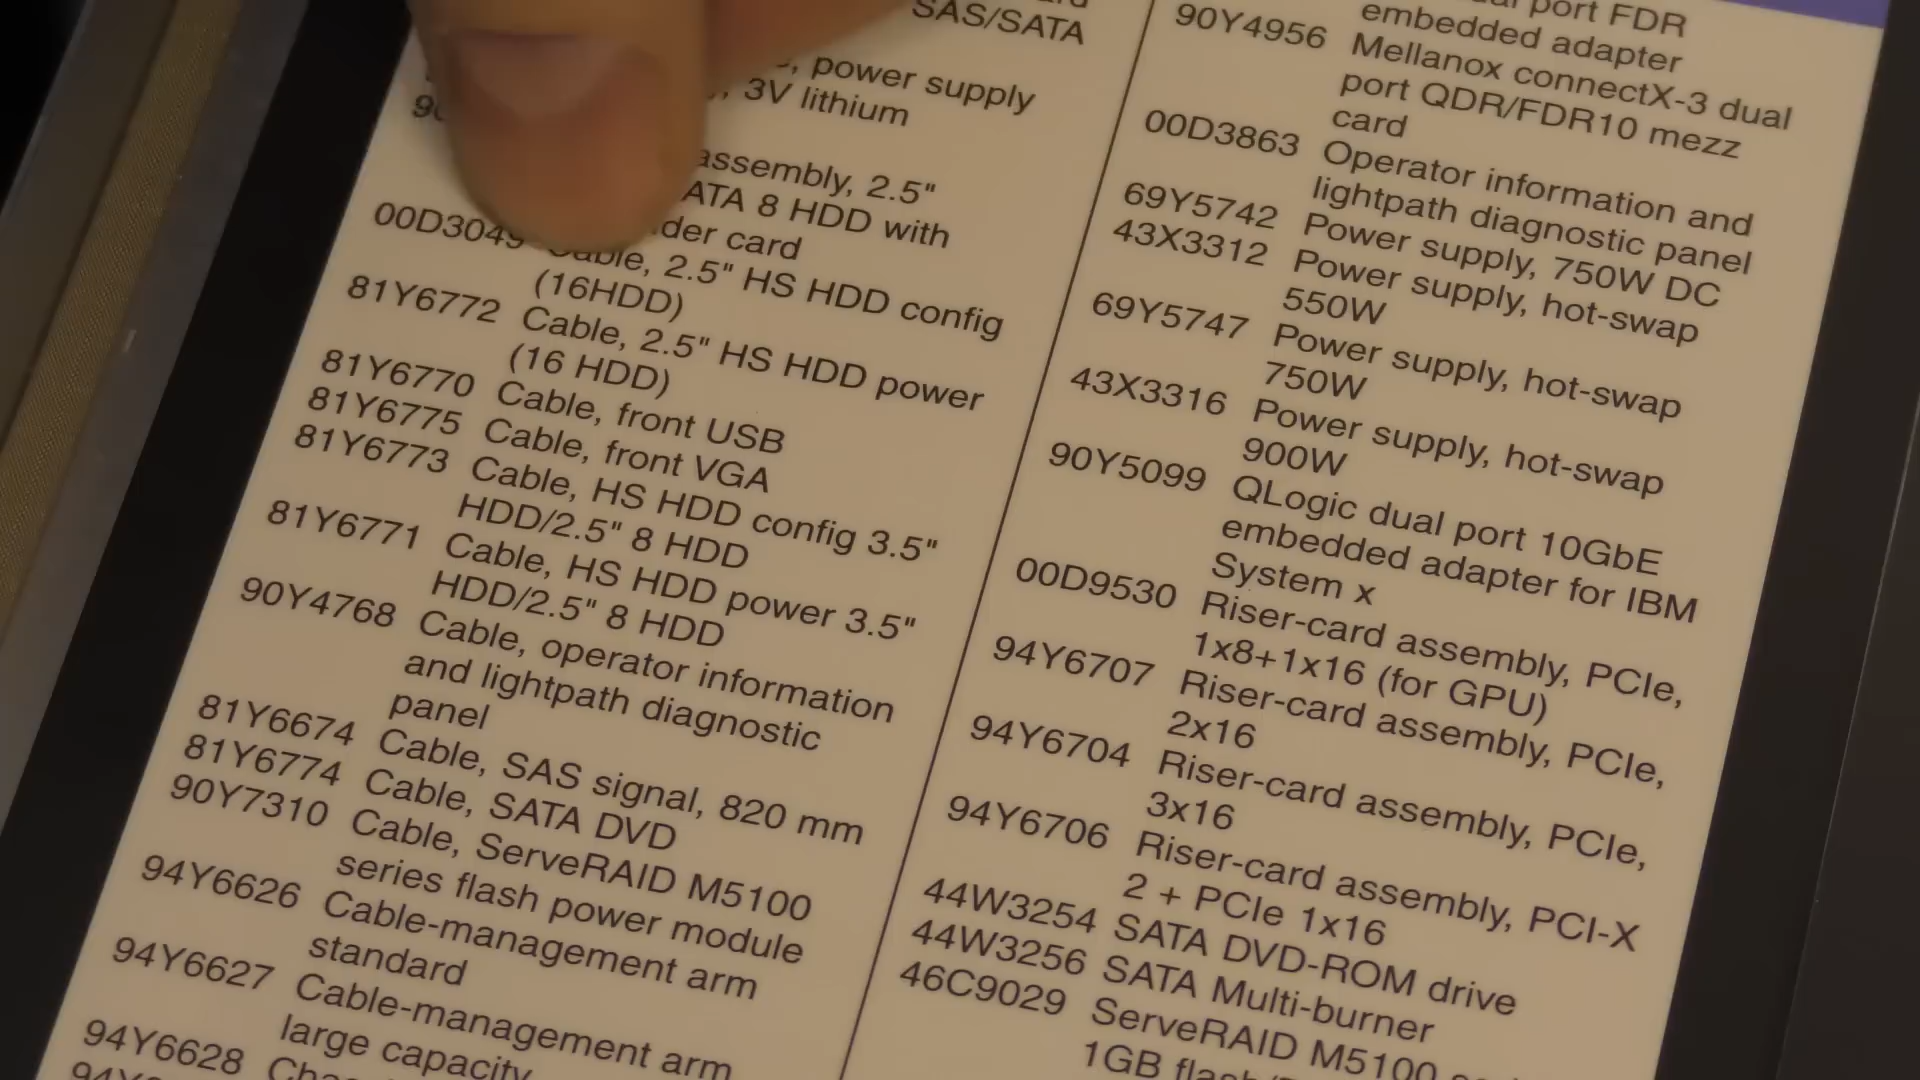 SAS/SATA
, power supply
, 3V lithium
assembly, 2.5"
ATA 8 HDD with
der card
00D3049 Cable, 2.5" HS HDD config
(16HDD)
81Y6772 Cable, 2.5" HS HDD power
(16 HDD)
81Y6770 Cable, front USB
81Y6775 Cable, front VGA
81Y6773 Cable, HS HDD config 3.5"
HDD/2.5" 8 HDD
81Y6771 Cable, HS HDD power 3.5"
HDD/2.5" 8 HDD
90Y4768 Cable, operator information
and lightpath diagnostic
panel
81Y6674 Cable, SAS signal, 820 mm
81Y6774 Cable, SATA DVD
90Y7310 Cable, ServeRAID M5100
series flash power module
94Y6626 Cable-management arm
standard
94Y6627 Cable-management arm
large capacity
94Y6628
port FDR
embedded adapter
90Y4956 Mellanox connectX-3 dual
port QDR/FDR10 mezz
card
00D3863 Operator information and
lightpath diagnostic panel
69Y5742 Power supply, 750W DC
43X3312 Power supply, hot-swap
550W
69Y5747 Power supply, hot-swap
750W
43X3316 Power supply, hot-swap
900W
90Y5099 QLogic dual port 10GbE
embedded adapter for IBM
System x
00D9530 Riser-card assembly, PCIe,
1x8+1x16 (for GPU)
94Y6707 Riser-card assembly, PCIe,
2x16
94Y6704 Riser-card assembly, PCIe,
3x16
94Y6706 Riser-card assembly, PCI-X
2 + PCIe 1x16
44W3254 SATA DVD-ROM drive
44W3256 SATA Multi-burner
46C9029 ServeRAID M5100
1GB